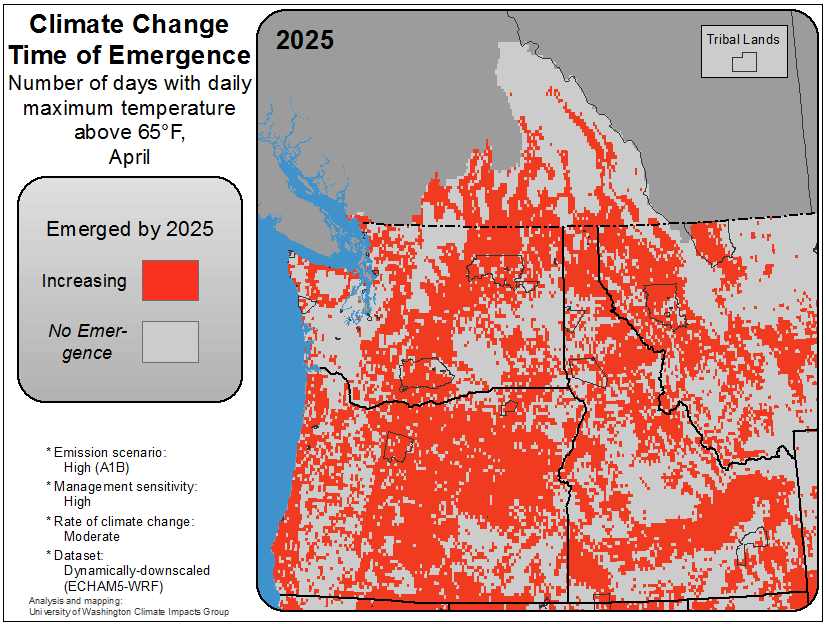 Climate Change
Time of Emergence
Number of days with daily
maximum temperature
above 65°F,
April
Emerged by 2025
Increasing
No Emer-
gence
* Emission scenario:
High (A1B)
* Management sensitivity:
High
* Rate of climate change:
Moderate
* Dataset:
Dynamically-downscaled
(ECHAM5-WRF)
Analysis and mapping:
University of Washington Climate Impacts Group
2025
Tribal Lands